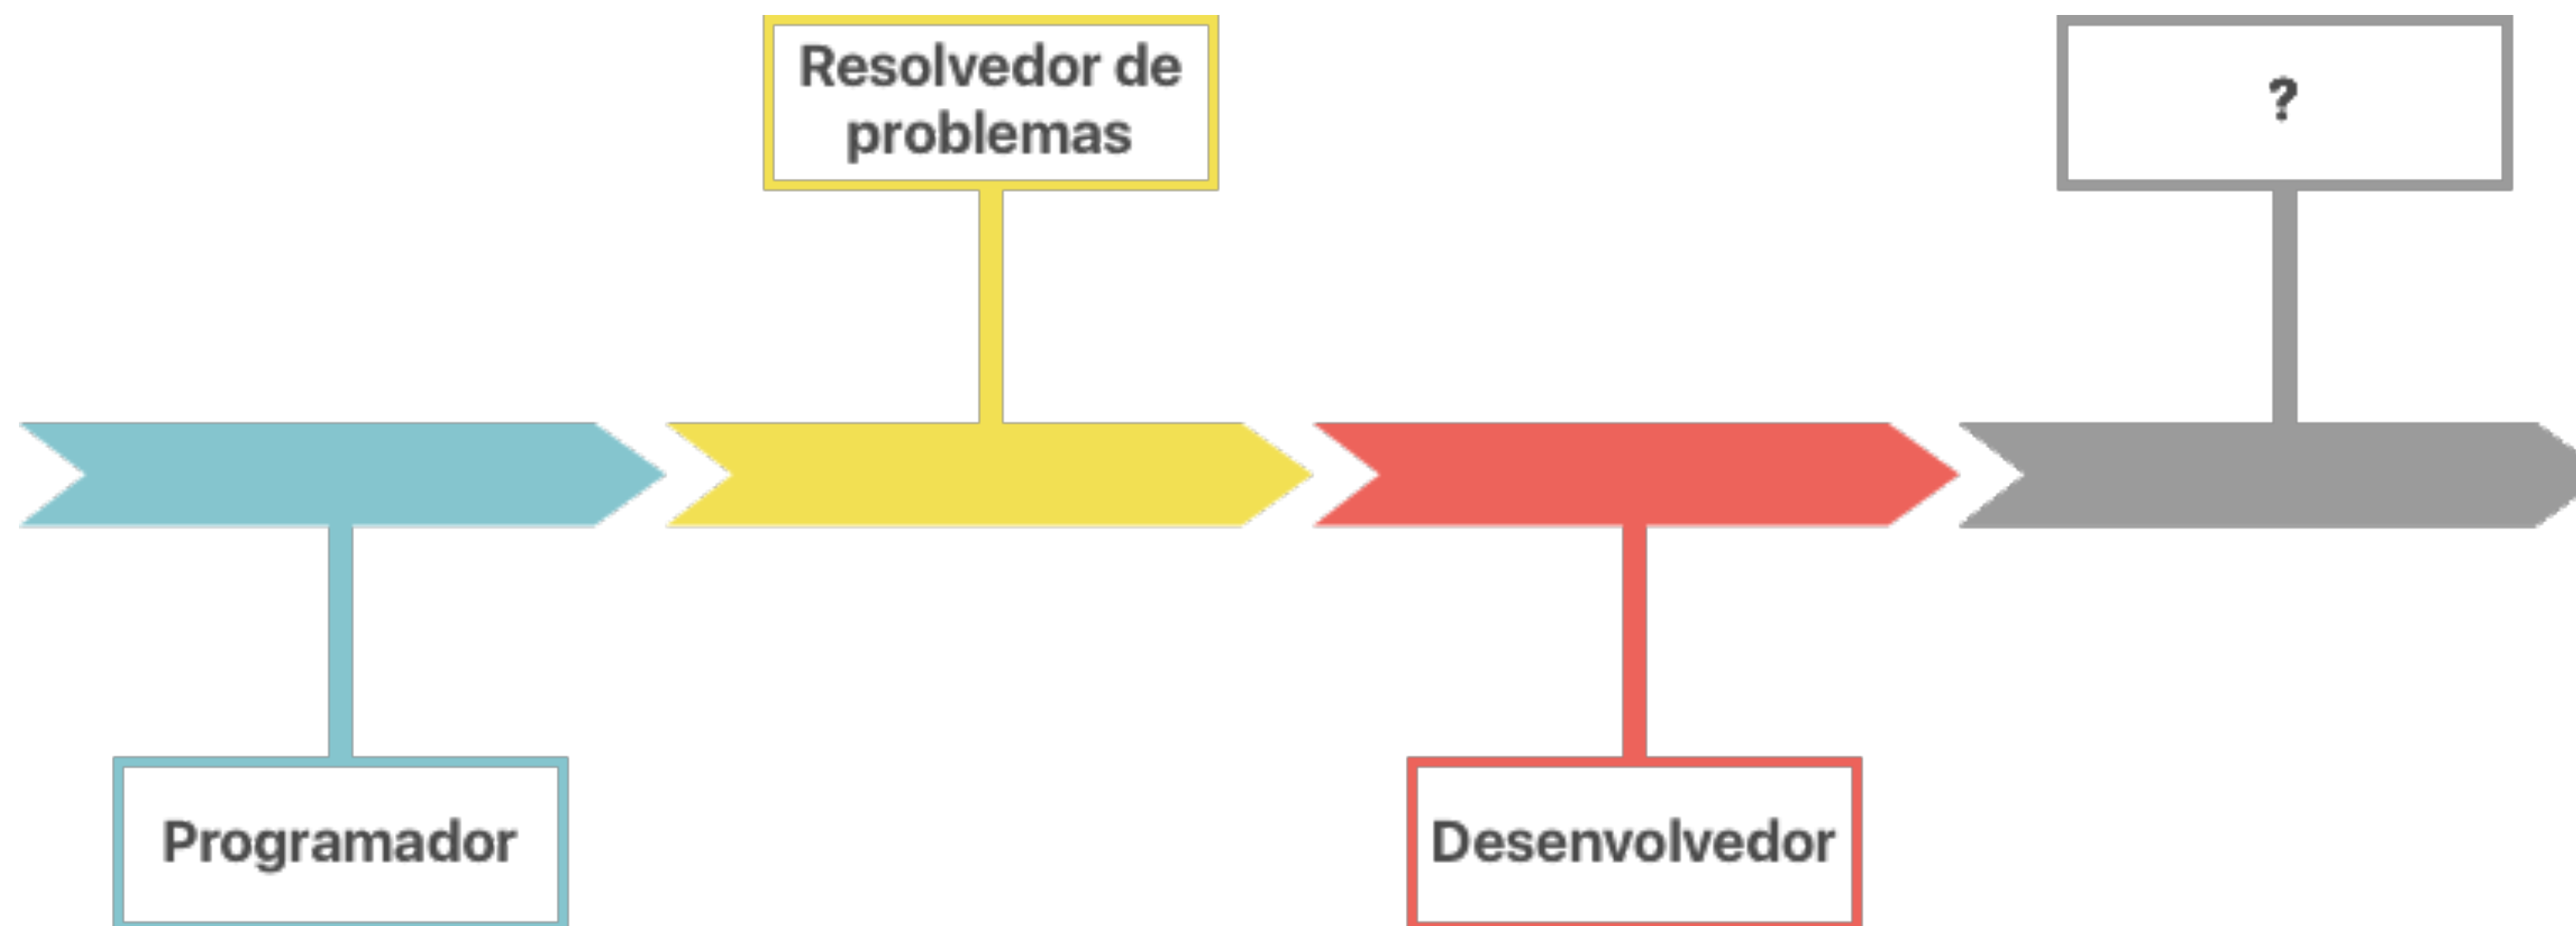 Resolvedor de
problemas
?
Programador
Desenvolvedor